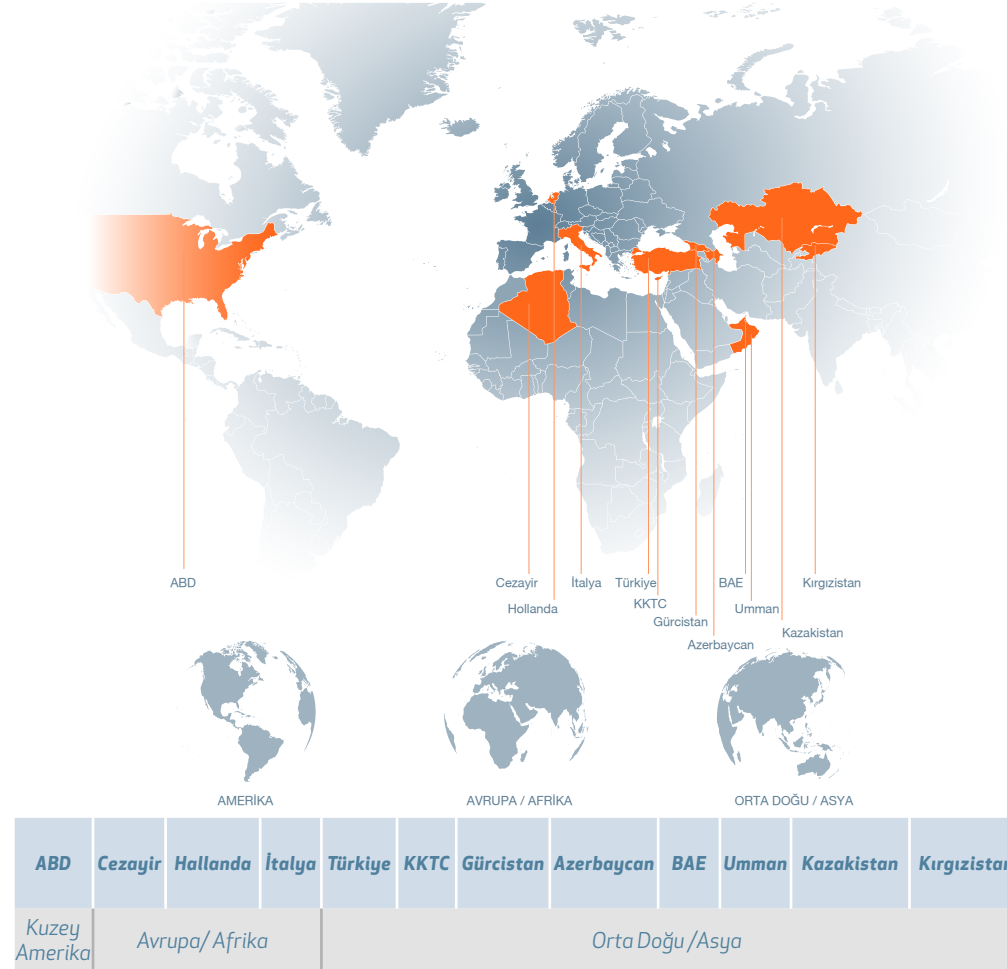 ABD
Cezayir
İtalya
Türkiye
BAE
Kırgızistan
Hollanda
KKTC
Umman
Gürcistan
Kazakistan
Azerbaycan
AMERİKA
AVRUPA / AFRİKA
ORTA DOĞU / ASYA
ABD Cezayir Hallanda İtalya Türkiye KKTC Gürcistan Azerbaycan BAE Umman Kazakistan Kırgızistan
Kuzey
Amerika
Avrupa/ Afrika
Orta Doğu /Asya